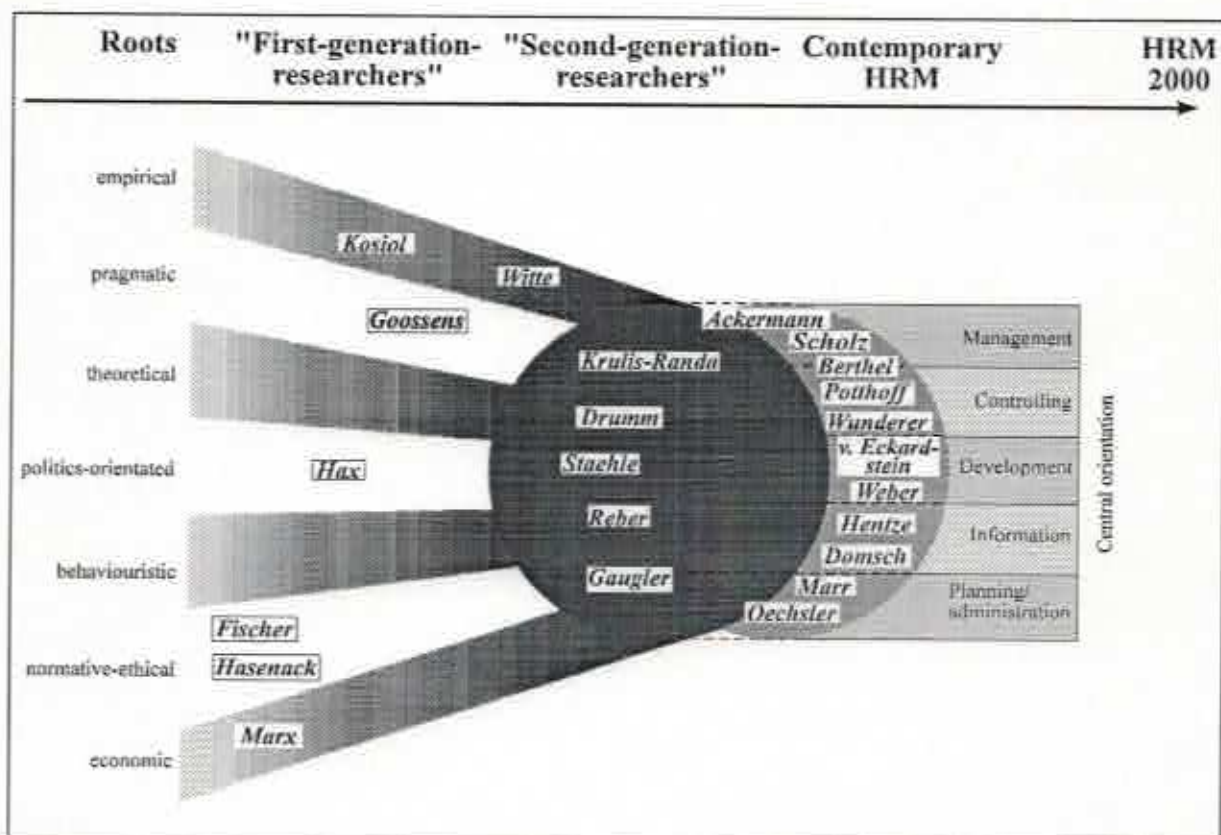 Roots
"First-generation-
researchers"
"Second-generation-
researchers"
Contemporary
HRM
HRM
2000
empirical
pragmatic
theoretical
politics-orientated
behaviouristic
normative-ethical
economic
Kosiol
Witte
Goossens
Hax
Fischer
Hasenack
Marx
Krulis-Randa
Drumm
Staehle
Reber
Gaugler
Ackermann
Scholz
Berthel
Potthoff
Wunderer
v. Eckard-
stein
Weber
Hentze
Domsch
Marr
Oechsler
Management
Controlling
Development
Information
Planning/
administration
Central orientation